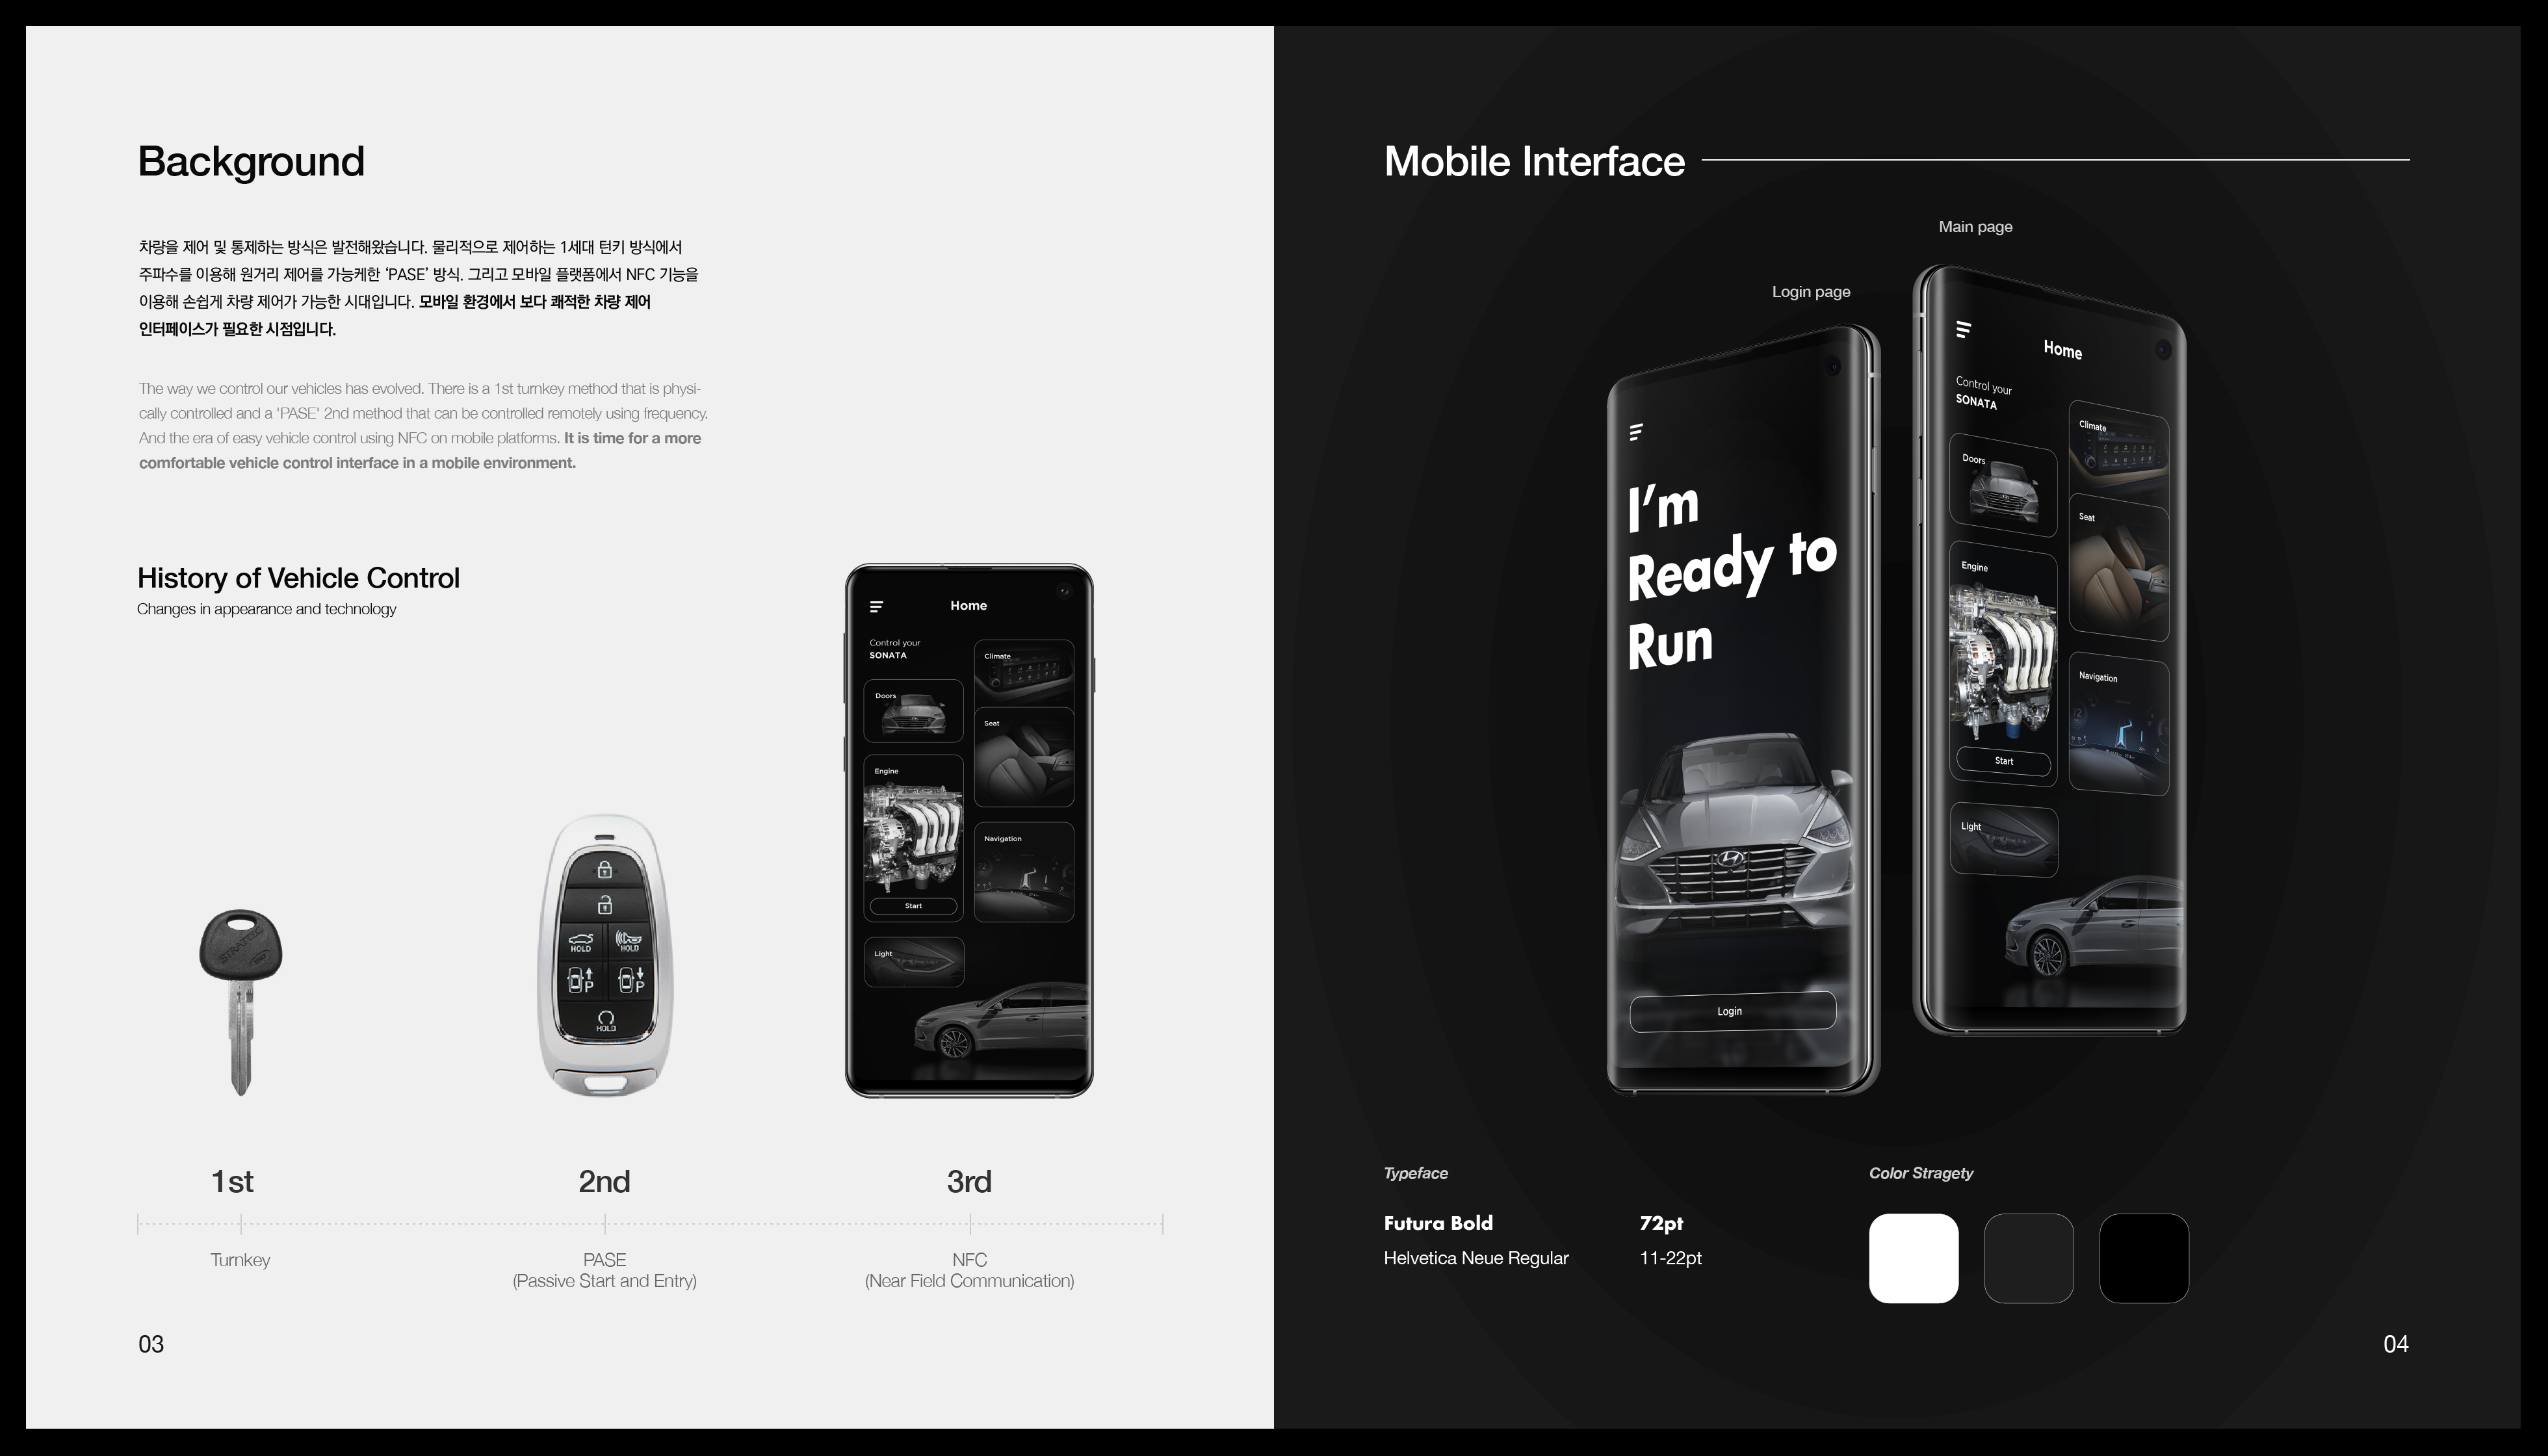 Background
차량을 제어 및 통제하는 방식은 발전해왔습니다. 물리적으로 제어하는 1세대 턴키 방식에서
주파수를 이용해 원거리 제어를 가능케한 ‘PASE’ 방식. 그리고 모바일 플랫폼에서 NFC 기능을
이용해 손쉽게 차량 제어가 가능한 시대입니다. 모바일 환경에서 보다 쾌적한 차량 제어
인터페이스가 필요한 시점입니다.
The way we control our vehicles has evolved. There is a 1st turnkey method that is physi-
cally controlled and a 'PASE' 2nd method that can be controlled remotely using frequency.
And the era of easy vehicle control using NFC on mobile platforms. It is time for a more
comfortable vehicle control interface in a mobile environment.
History of Vehicle Control
Changes in appearance and technology
HOLD
HOLD
P
P
HOLD
Home
Control your
SONATA
Climate
Doors
Seat
Engine
Navigation
Start
Light
1st
2nd
3rd
Turnkey
PASE
(Passive Start and Entry)
NFC
(Near Field Communication)
03
Mobile Interface
Main page
Login page
I’m
Ready to
Run
Login
Home
Control your
SONATA
Climate
Doors
Seat
Engine
Navigation
Start
Light
Typeface
Futura Bold
72pt
Helvetica Neue Regular
11-22pt
Color Stragety
04